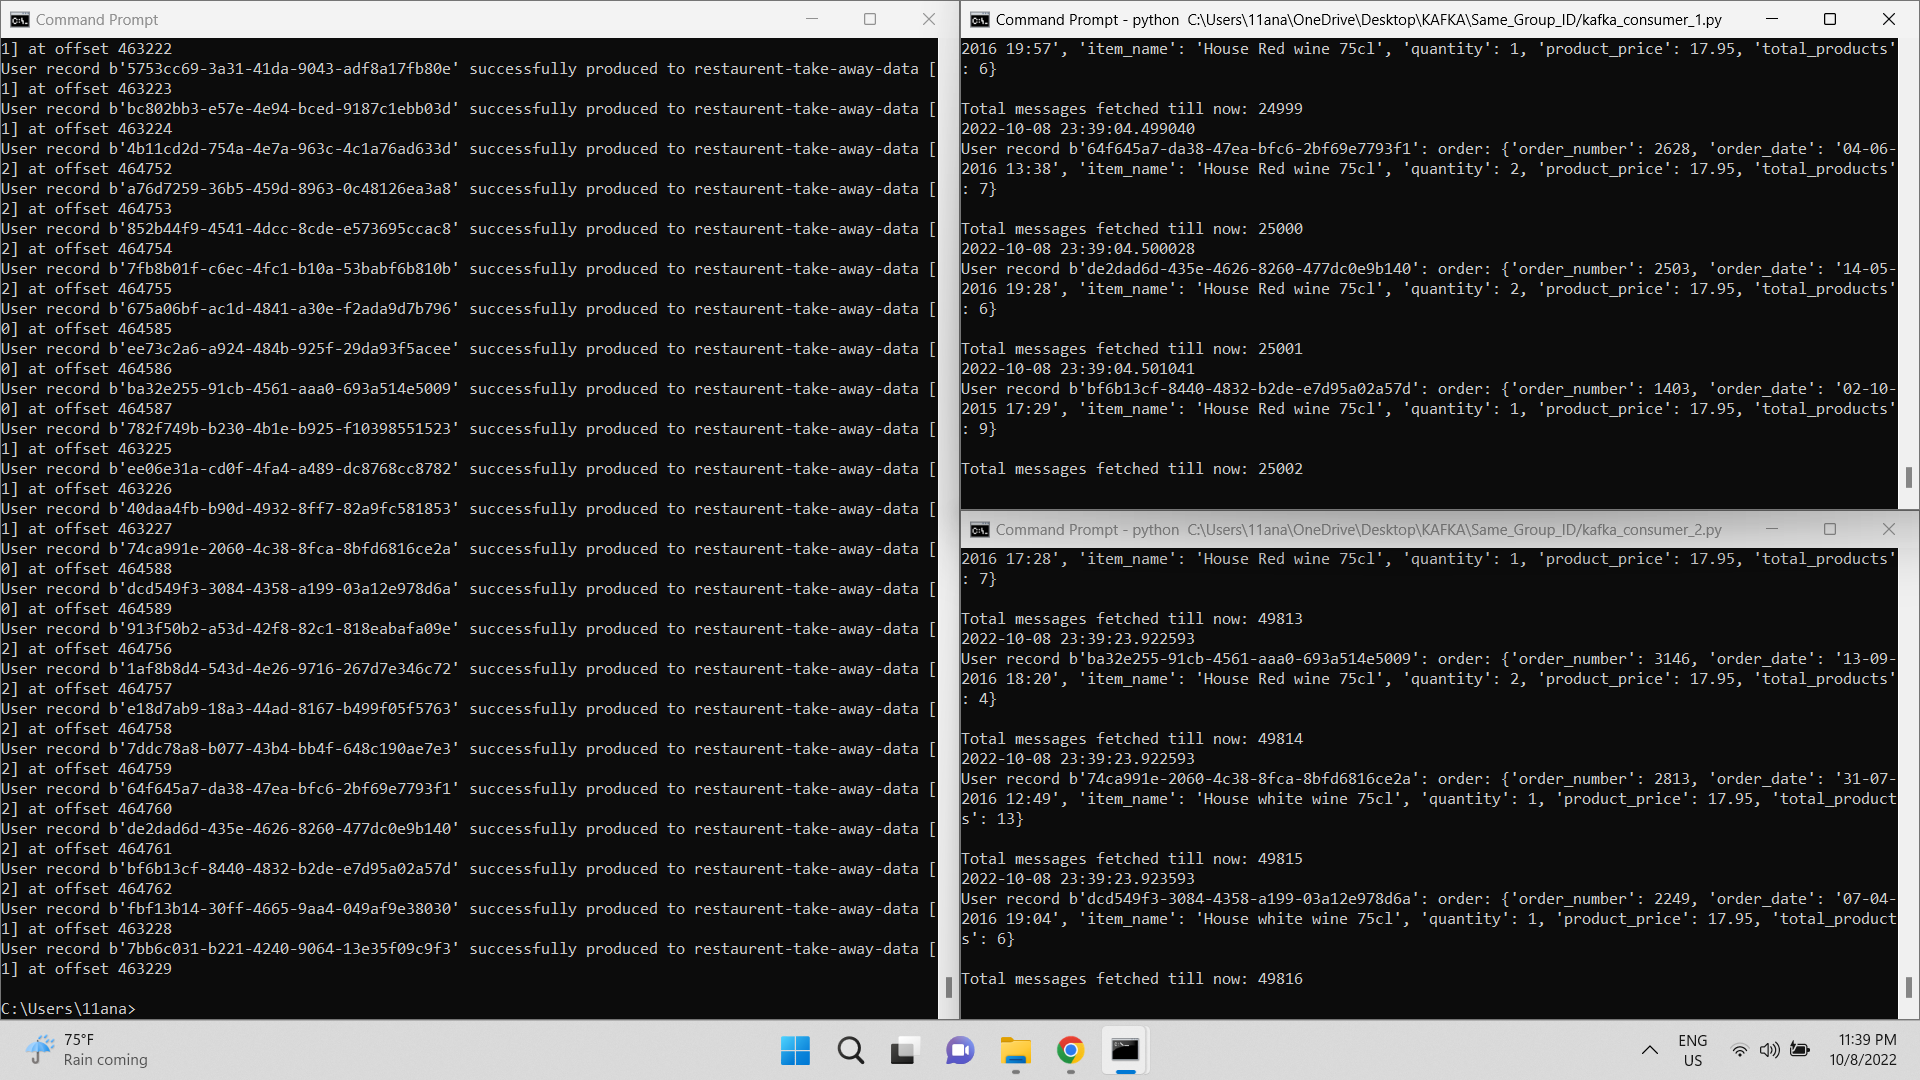 Command Prompt
1] at offset 463222
User record b'5753cc69-3a31-41da-9043-adf8a17fb80e' successfully produced to restaurent-take-away-data [
1] at offset 463223
User record b'bc802bb3-e57e-4e94-bced-9187c1ebb03d' successfully produced to restaurent-take-away-data [
1] at offset 463224
User record b'4b11cd2d-754a-4e7a-963c-4c1a76ad633d' successfully produced to restaurent-take-away-data [
2] at offset 464752
User record b'a76d7259-36b5-459d-8963-0c48126ea3a8' successfully produced to restaurent-take-away-data [
2] at offset 464753
User record b'852b44f9-4541-4dcc-8cde-e573695ccac8' successfully produced to restaurent-take-away-data [
2] at offset 464754
User record b'7fb8b01f-c6ec-4fc1-b10a-53babf6b810b' successfully produced to restaurent-take-away-data [
2] at offset 464755
User record b'675a06bf-ac1d-4841-a30e-f2ada9d7b796' successfully produced to restaurent-take-away-data [
0] at offset 464585
User record b'ee73c2a6-a924-484b-925f-29da93f5acee' successfully produced to restaurent-take-away-data [
0] at offset 464586
User record b'ba32e255-91cb-4561-aaa0-693a514e5009' successfully produced to restaurent-take-away-data [
0] at offset 464587
User record b'782f749b-b230-4b1e-b925-f10398551523' successfully produced to restaurent-take-away-data [
1] at offset 463225
User record b'ee06e31a-cd0f-4fa4-a489-dc8768cc8782' successfully produced to restaurent-take-away-data [
1] at offset 463226
User record b'40daa4fb-b90d-4932-8ff7-82a9fc581853' successfully produced to restaurent-take-away-data [
1] at offset 463227
User record b'74ca991e-2060-4c38-8fca-8bfd6816ce2a' successfully produced to restaurent-take-away-data [
0] at offset 464588
User record b'dcd549f3-3084-4358-a199-03a12e978d6a' successfully produced to restaurent-take-away-data [
0] at offset 464589
User record b'913f50b2-a53d-42f8-82c1-818eabafa09e' successfully produced to restaurent-take-away-data [
2] at offset 464756
User record b'1af8b8d4-543d-4e26-9716-267d7e346c72' successfully produced to restaurent-take-away-data [
2] at offset 464757
User record b'e18d7ab9-18a3-44ad-8167-b499f05f5763' successfully produced to restaurent-take-away-data [
2] at offset 464758
User record b'7ddc78a8-b077-43b4-bb4f-648c190ae7e3' successfully produced to restaurent-take-away-data [
2] at offset 464759
User record b'64f645a7-da38-47ea-bfc6-2bf69e7793f1' successfully produced to restaurent-take-away-data [
2] at offset 464760
User record b'de2dad6d-435e-4626-8260-477dc0e9b140' successfully produced to restaurent-take-away-data [
2] at offset 464761
User record b'bf6b13cf-8440-4832-b2de-e7d95a02a57d' successfully produced to restaurent-take-away-data [
2] at offset 464762
User record b'fbf13b14-30ff-4665-9aa4-049af9e38030' successfully produced to restaurent-take-away-data [
1] at offset 463228
User record b'7bb6c031-b221-4240-9064-13e35f09c9f3' successfully produced to restaurent-take-away-data [
1] at offset 463229
C:\Users\11ana>
Command Prompt - python  C:\Users\11ana\OneDrive\Desktop\KAFKA\Same_Group_ID/kafka_consumer_1.py
2016 19:57', 'item_name': 'House Red wine 75cl', 'quantity': 1, 'product_price': 17.95, 'total_products'
: 6}
Total messages fetched till now: 24999
2022-10-08 23:39:04.499040
User record b'64f645a7-da38-47ea-bfc6-2bf69e7793f1': order: {'order_number': 2628, 'order_date': '04-06-
2016 13:38', 'item_name': 'House Red wine 75cl', 'quantity': 2, 'product_price': 17.95, 'total_products'
: 7}
Total messages fetched till now: 25000
2022-10-08 23:39:04.500028
User record b'de2dad6d-435e-4626-8260-477dc0e9b140': order: {'order_number': 2503, 'order_date': '14-05-
2016 19:28', 'item_name': 'House Red wine 75cl', 'quantity': 2, 'product_price': 17.95, 'total_products'
: 6}
Total messages fetched till now: 25001
2022-10-08 23:39:04.501041
User record b'bf6b13cf-8440-4832-b2de-e7d95a02a57d': order: {'order_number': 1403, 'order_date': '02-10-
2015 17:29', 'item_name': 'House Red wine 75cl', 'quantity': 1, 'product_price': 17.95, 'total_products'
: 9}
Total messages fetched till now: 25002
Command Prompt - python  C:\Users\11ana\OneDrive\Desktop\KAFKA\Same_Group_ID/kafka_consumer_2.py
2016 17:28', 'item_name': 'House Red wine 75cl', 'quantity': 1, 'product_price': 17.95, 'total_products'
: 7}
Total messages fetched till now: 49813
2022-10-08 23:39:23.922593
User record b'ba32e255-91cb-4561-aaa0-693a514e5009': order: {'order_number': 3146, 'order_date': '13-09-
2016 18:20', 'item_name': 'House Red wine 75cl', 'quantity': 2, 'product_price': 17.95, 'total_products'
: 4}
Total messages fetched till now: 49814
2022-10-08 23:39:23.922593
User record b'74ca991e-2060-4c38-8fca-8bfd6816ce2a': order: {'order_number': 2813, 'order_date': '31-07-
2016 12:49', 'item_name': 'House white wine 75cl', 'quantity': 1, 'product_price': 17.95, 'total_product
s': 13}
Total messages fetched till now: 49815
2022-10-08 23:39:23.923593
User record b'dcd549f3-3084-4358-a199-03a12e978d6a': order: {'order_number': 2249, 'order_date': '07-04-
2016 19:04', 'item_name': 'House white wine 75cl', 'quantity': 1, 'product_price': 17.95, 'total_product
s': 6}
Total messages fetched till now: 49816
75°F
Rain coming
ENG
US
11:39 PM
10/8/2022